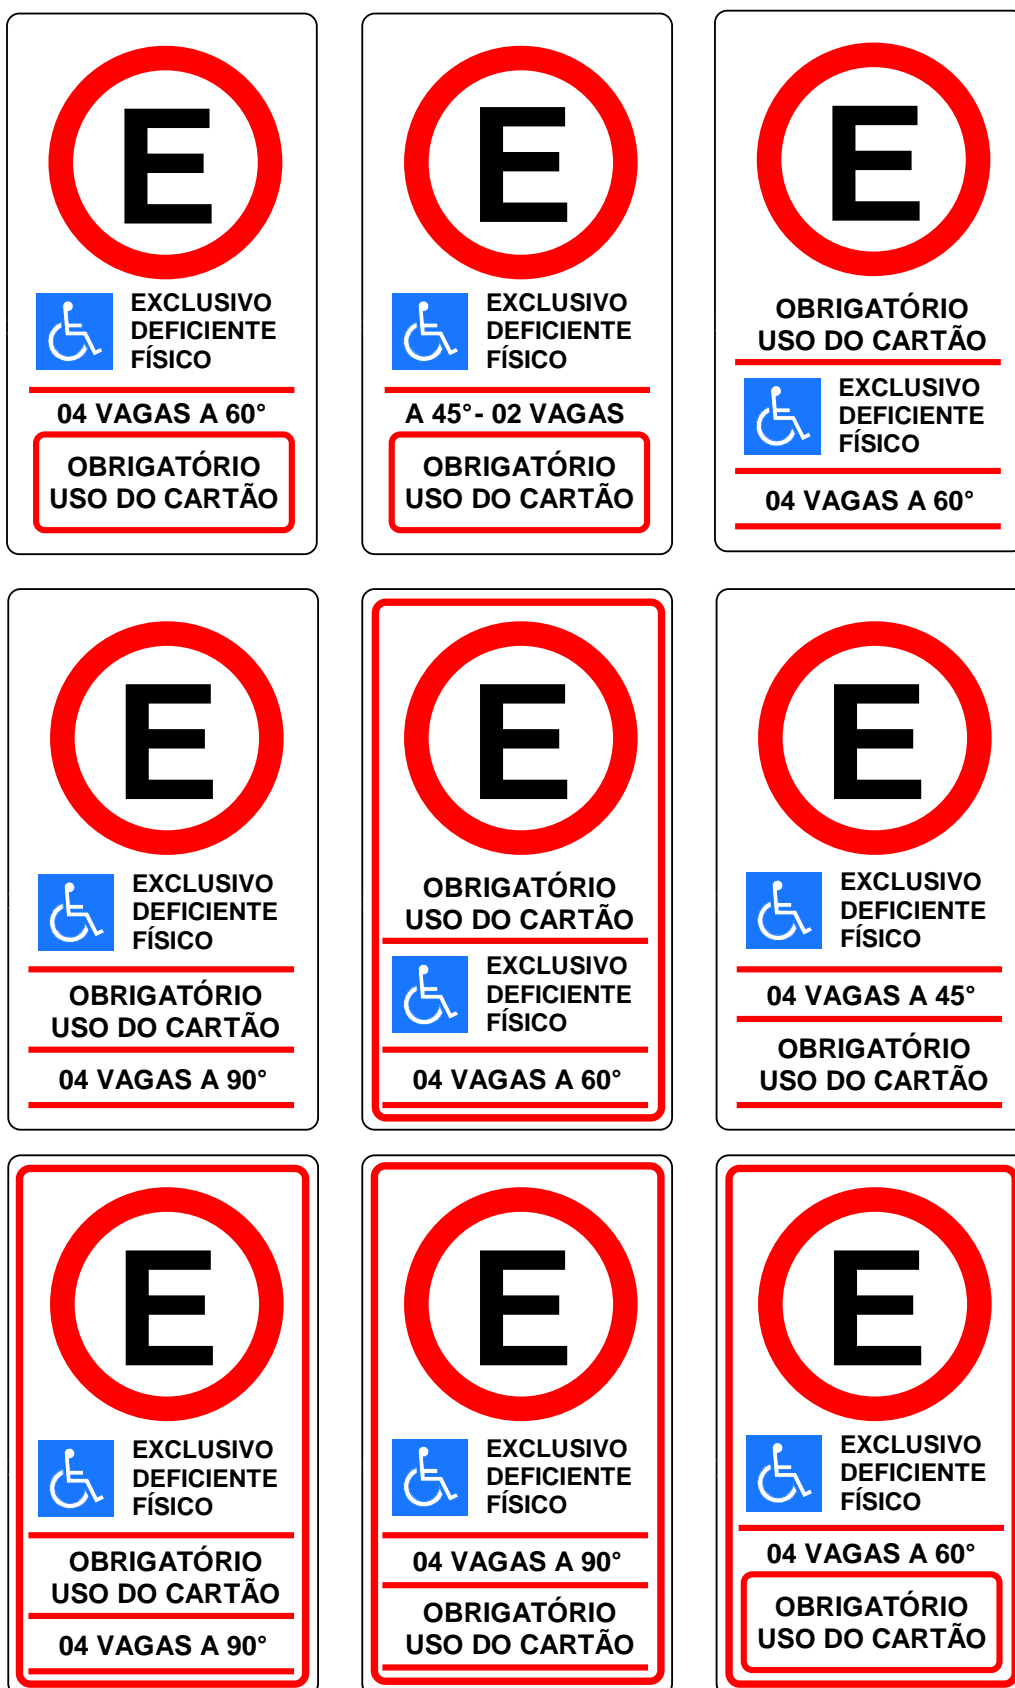 E
EXCLUSIVO
DEFICIENTE
FÍSICO
04 VAGAS A 60°
OBRIGATÓRIO
USO DO CARTÃO
E
EXCLUSIVO
DEFICIENTE
FÍSICO
A 45°- 02 VAGAS
OBRIGATÓRIO
USO DO CARTÃO
E
OBRIGATÓRIO
USO DO CARTÃO
EXCLUSIVO
DEFICIENTE
FÍSICO
04 VAGAS A 60°
E
EXCLUSIVO
DEFICIENTE
FÍSICO
OBRIGATÓRIO
USO DO CARTÃO
04 VAGAS A 90°
E
OBRIGATÓRIO
USO DO CARTÃO
EXCLUSIVO
DEFICIENTE
FÍSICO
04 VAGAS A 60°
E
EXCLUSIVO
DEFICIENTE
FÍSICO
04 VAGAS A 45°
OBRIGATÓRIO
USO DO CARTÃO
E
EXCLUSIVO
DEFICIENTE
FÍSICO
OBRIGATÓRIO
USO DO CARTÃO
04 VAGAS A 90°
E
EXCLUSIVO
DEFICIENTE
FÍSICO
04 VAGAS A 90°
OBRIGATÓRIO
USO DO CARTÃO
E
EXCLUSIVO
DEFICIENTE
FÍSICO
04 VAGAS A 60°
OBRIGATÓRIO
USO DO CARTÃO